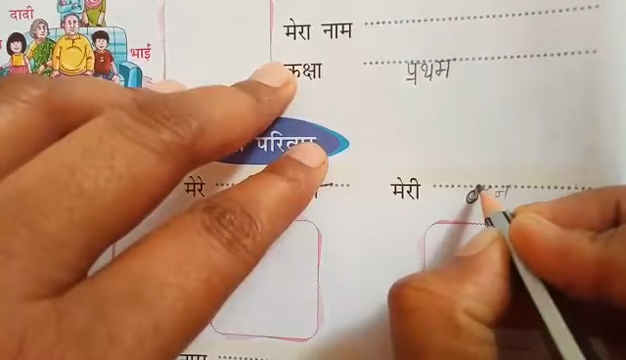 दादी
भाई
मेरा नाम
कक्षा प्रथम
परिवार
मेरे मेरी
नाम